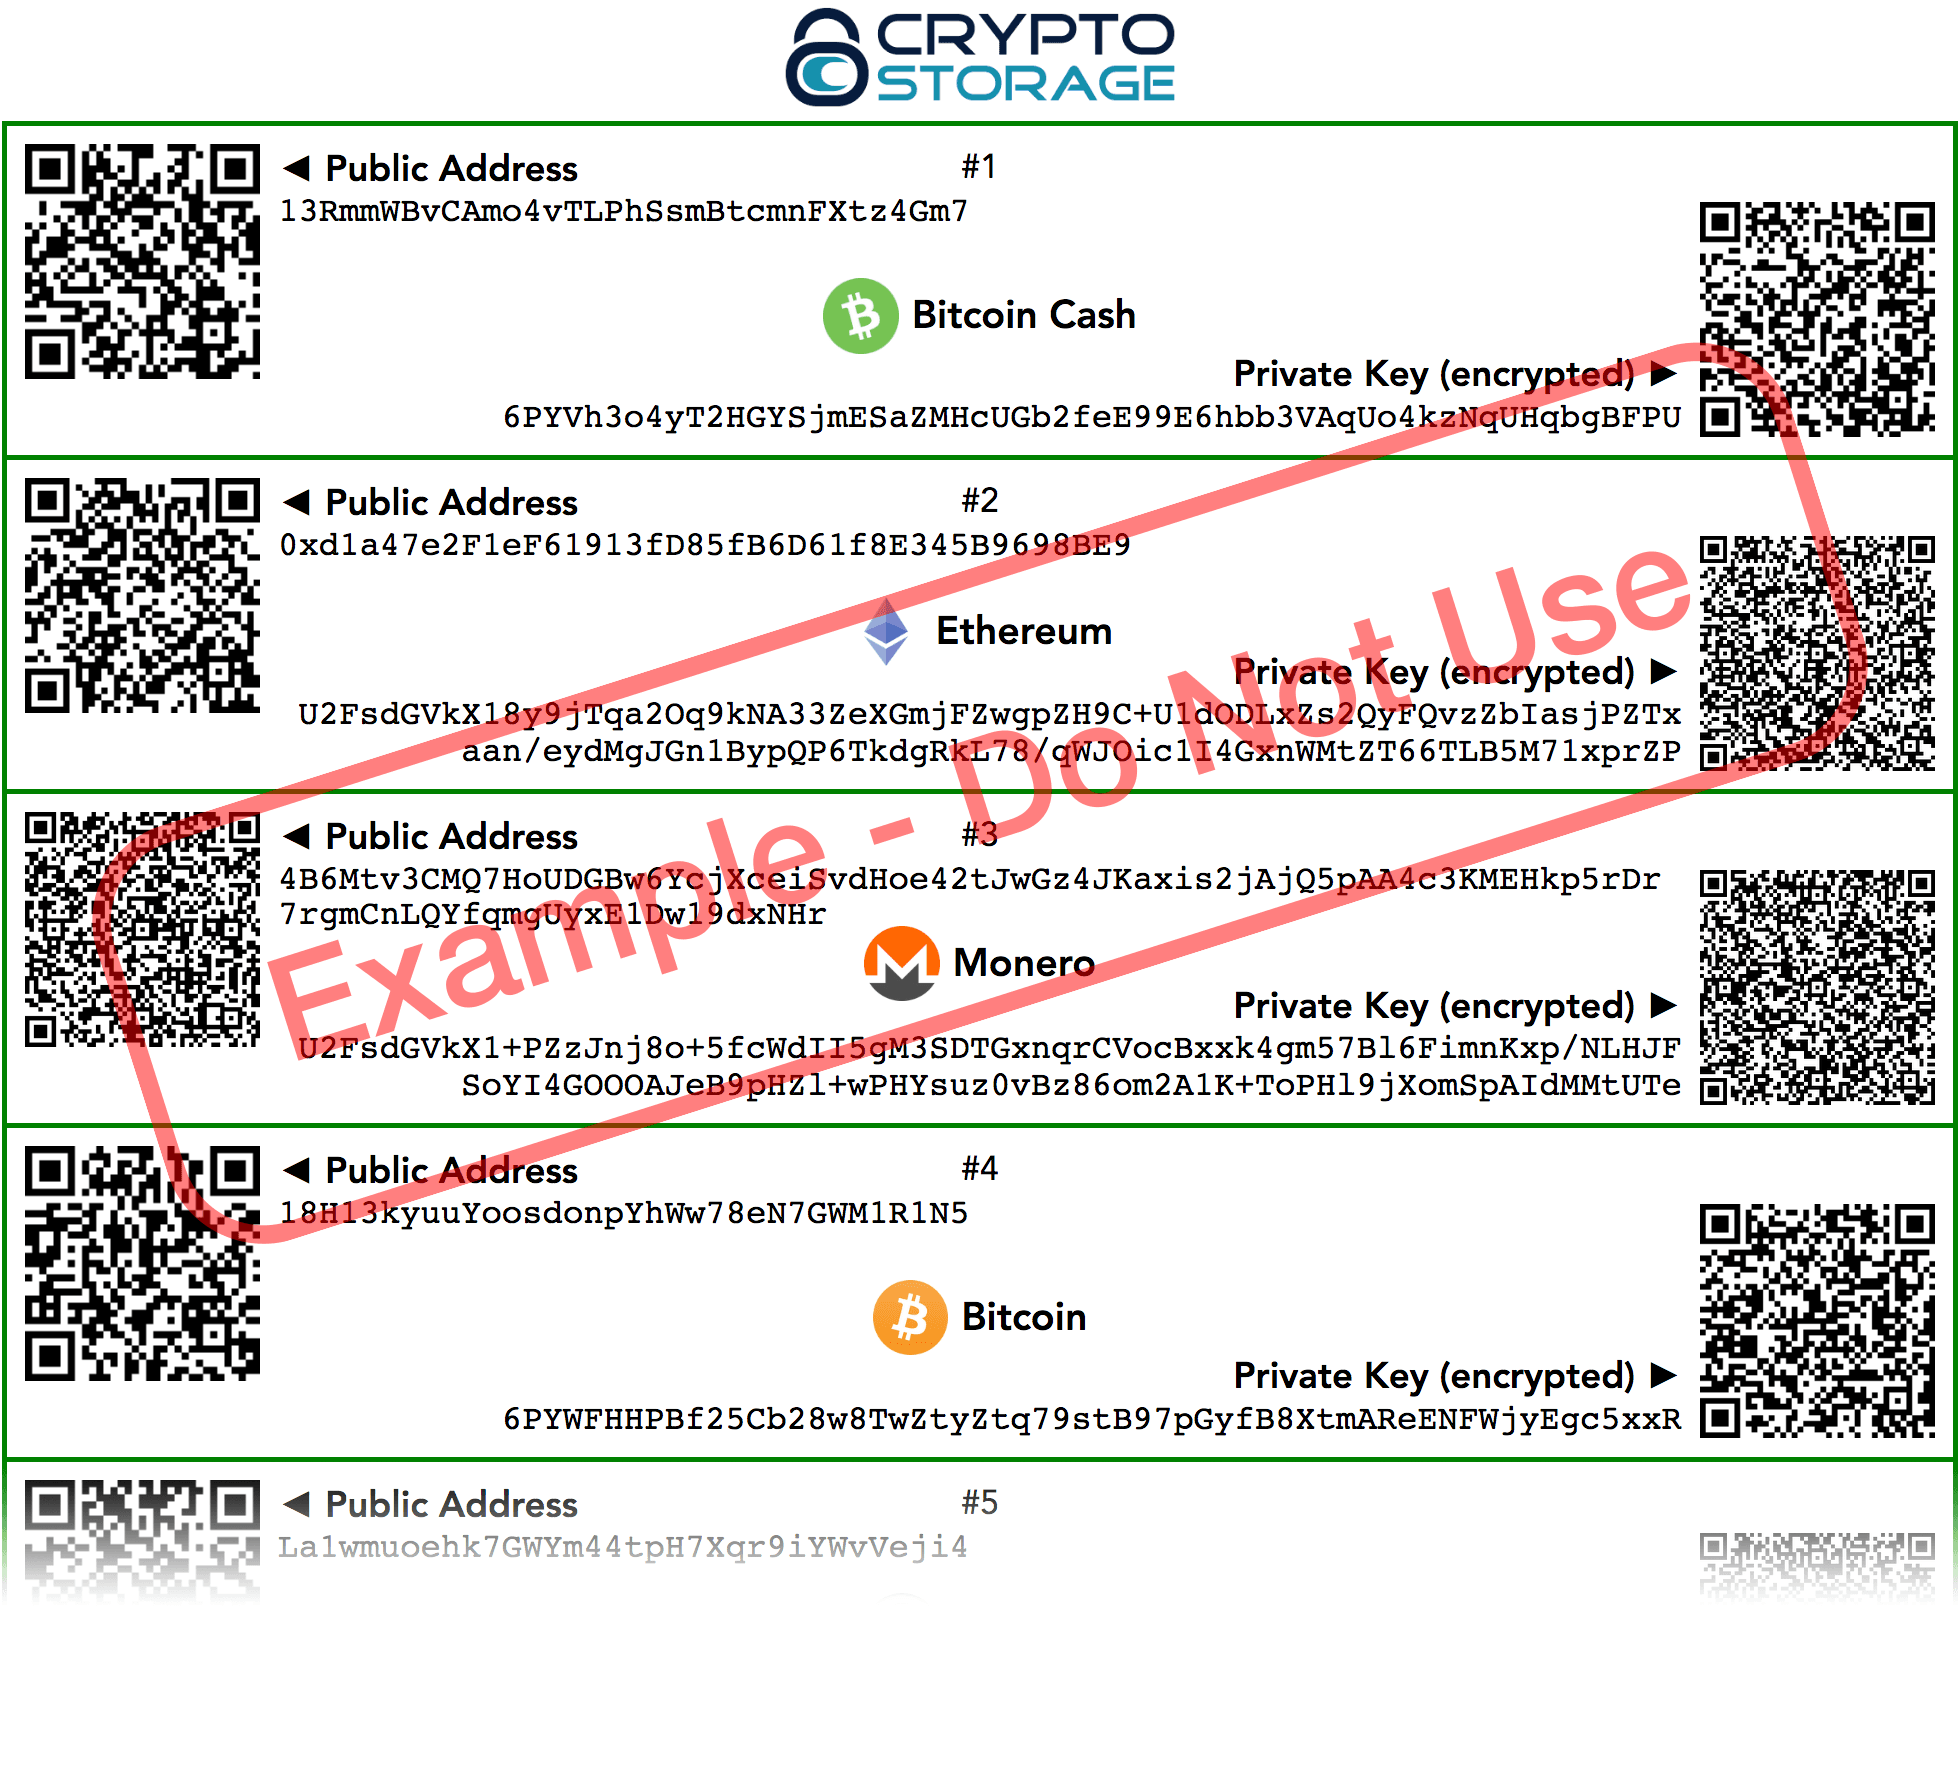 CRYPTO
STORAGE
◄ Public Address
#1
13RmmWBvCAmo4vTLPhSsmBtcmnFXtz4Gm7
Bitcoin Cash
Private Key (encrypted) ►
6PYVh3o4yT2HGYSjmESaZMHcUGb2feE99E6hbb3VAqUo4kzNqUHqbgBFPU
◄ Public Address
#2
0xd1a47e2F1eF61913fD85fB6D61f8E345B9698BE9
Ethereum
Private Key (encrypted) ►
U2FsdGVkX18y9jTqa2Oq9kNA33ZeXGmjFZwgpZH9C+U1dODLxZs2QyFQvzZbIasjPZTx
aan/eydMgJGn1BypQP6TkdgRkL78/qWJOic1I4GxnWMtZT66TLB5M71xprZP
Example - Do Not Use
◄ Public Address
#3
4B6Mtv3CMQ7HoUDGBw6YcjXceiSvdHoe42tJwGz4JKaxis2jAjQ5pAA4c3KMEHkp5rDr
7rgmCnLQYfqmgUyxE1Dw19dxNHr
Monero
Private Key (encrypted) ►
U2FsdGVkX1+PZzJnj8o+5fcWdII5gM3SDTGxnqrCVocBxxk4gm57Bl6FimnKxp/NLHJF
SoYI4GOOOAJeB9pHZl+wPHYsuz0vBz86om2A1K+ToPHl9jXomSpAIdMMtUTe
◄ Public Address
#4
18H13kyuuYoosdonpYhWw78eN7GWM1R1N5
Bitcoin
Private Key (encrypted) ►
6PYWFHHPBf25Cb28w8TwZtyZtq79stB97pGyfB8XtmAReENFWjyEgc5xxR
◄ Public Address
#5
La1wmuoehk7GWYm44tpH7Xqr9iYWvVeji4